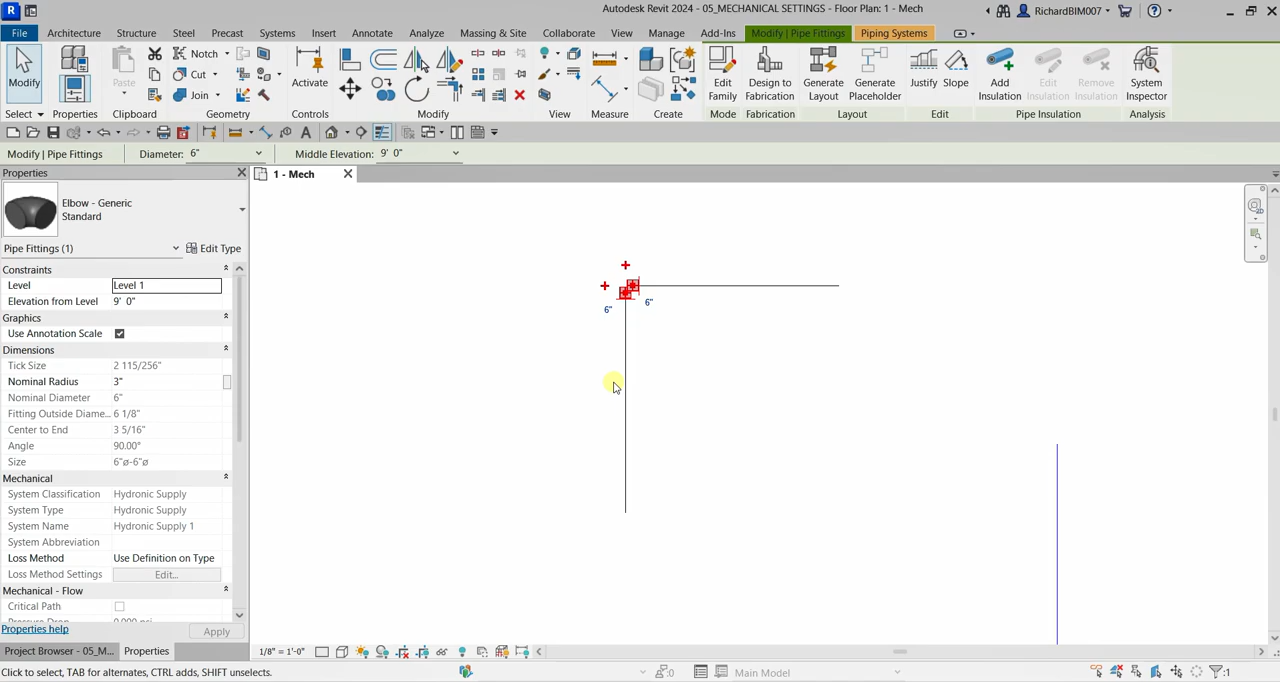 R
Autodesk Revit 2024 - 05_MECHANICAL SETTINGS - Floor Plan: 1 - Mech
RichardBIM007
File Architecture Structure Steel Precast Systems Insert Annotate Analyze Massing & Site Collaborate View Manage Add-Ins Modify | Pipe Fittings Piping Systems
Modify
Paste
Notch
Cut
Join
Activate
Edit Family
Design to Fabrication
Generate Layout
Generate Placeholder
Justify
Slope
Add Insulation
Edit Insulation
Remove Insulation
System Inspector
Select Properties Clipboard Geometry Controls Modify View Measure Create Mode Fabrication Layout Edit Pipe Insulation Analysis
Modify | Pipe Fittings Diameter: 6" Middle Elevation: 9' 0"
Properties
1 - Mech
Elbow - Generic
Standard
Pipe Fittings (1) Edit Type
Constraints
Level Level 1
Elevation from Level 9' 0"
Graphics
Use Annotation Scale
Dimensions
Tick Size 2 115/256"
Nominal Radius 3"
Nominal Diameter 6"
Fitting Outside Diame... 6 1/8"
Center to End 3 5/16"
Angle 90.00°
Size 6"ø-6"ø
Mechanical
System Classification Hydronic Supply
System Type Hydronic Supply
System Name Hydronic Supply 1
System Abbreviation
Loss Method Use Definition on Type
Loss Method Settings Edit...
Mechanical - Flow
Critical Path
Pressure Drop 0.000 psi
Properties help Apply
Project Browser - 05_M... Properties
6" 6"
1/8" = 1'-0"
Click to select, TAB for alternates, CTRL adds, SHIFT unselects.
:0
Main Model
:1